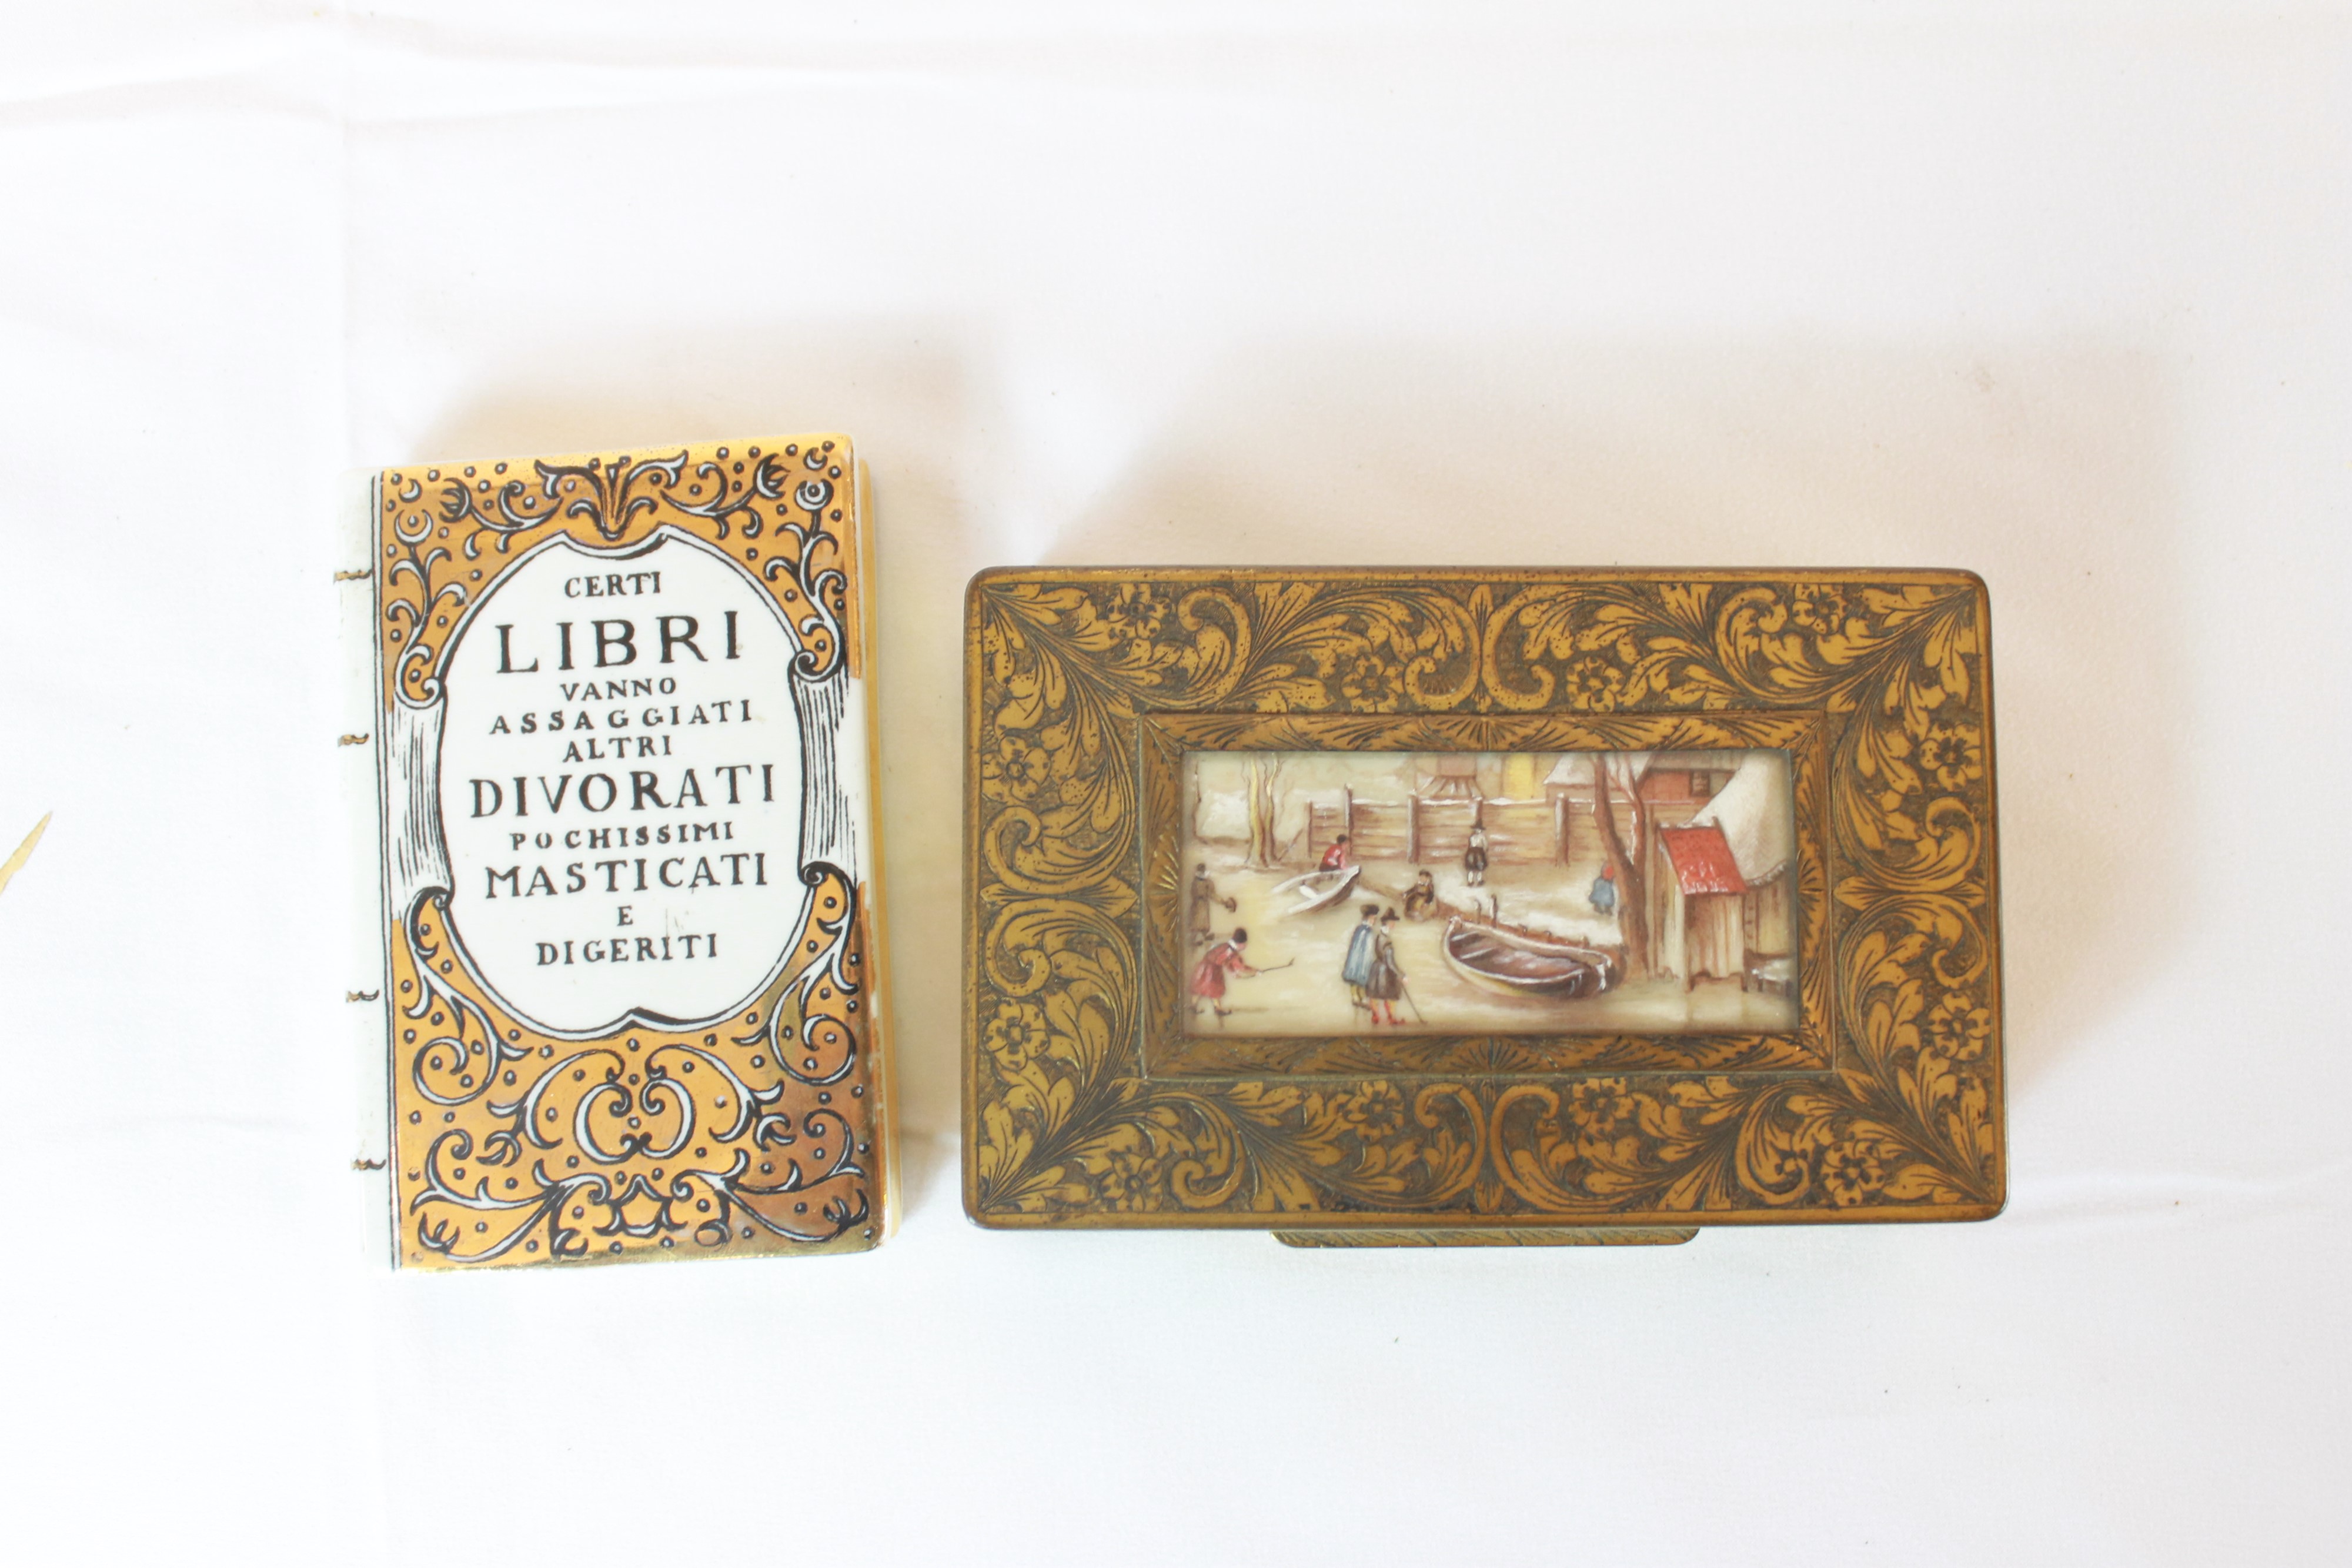 CERTI
LIBRI
VANNO
ASSAGGIATI
ALTRI
DIVORATI
POCHISSIMI
MASTICATI
E
DIGERITI